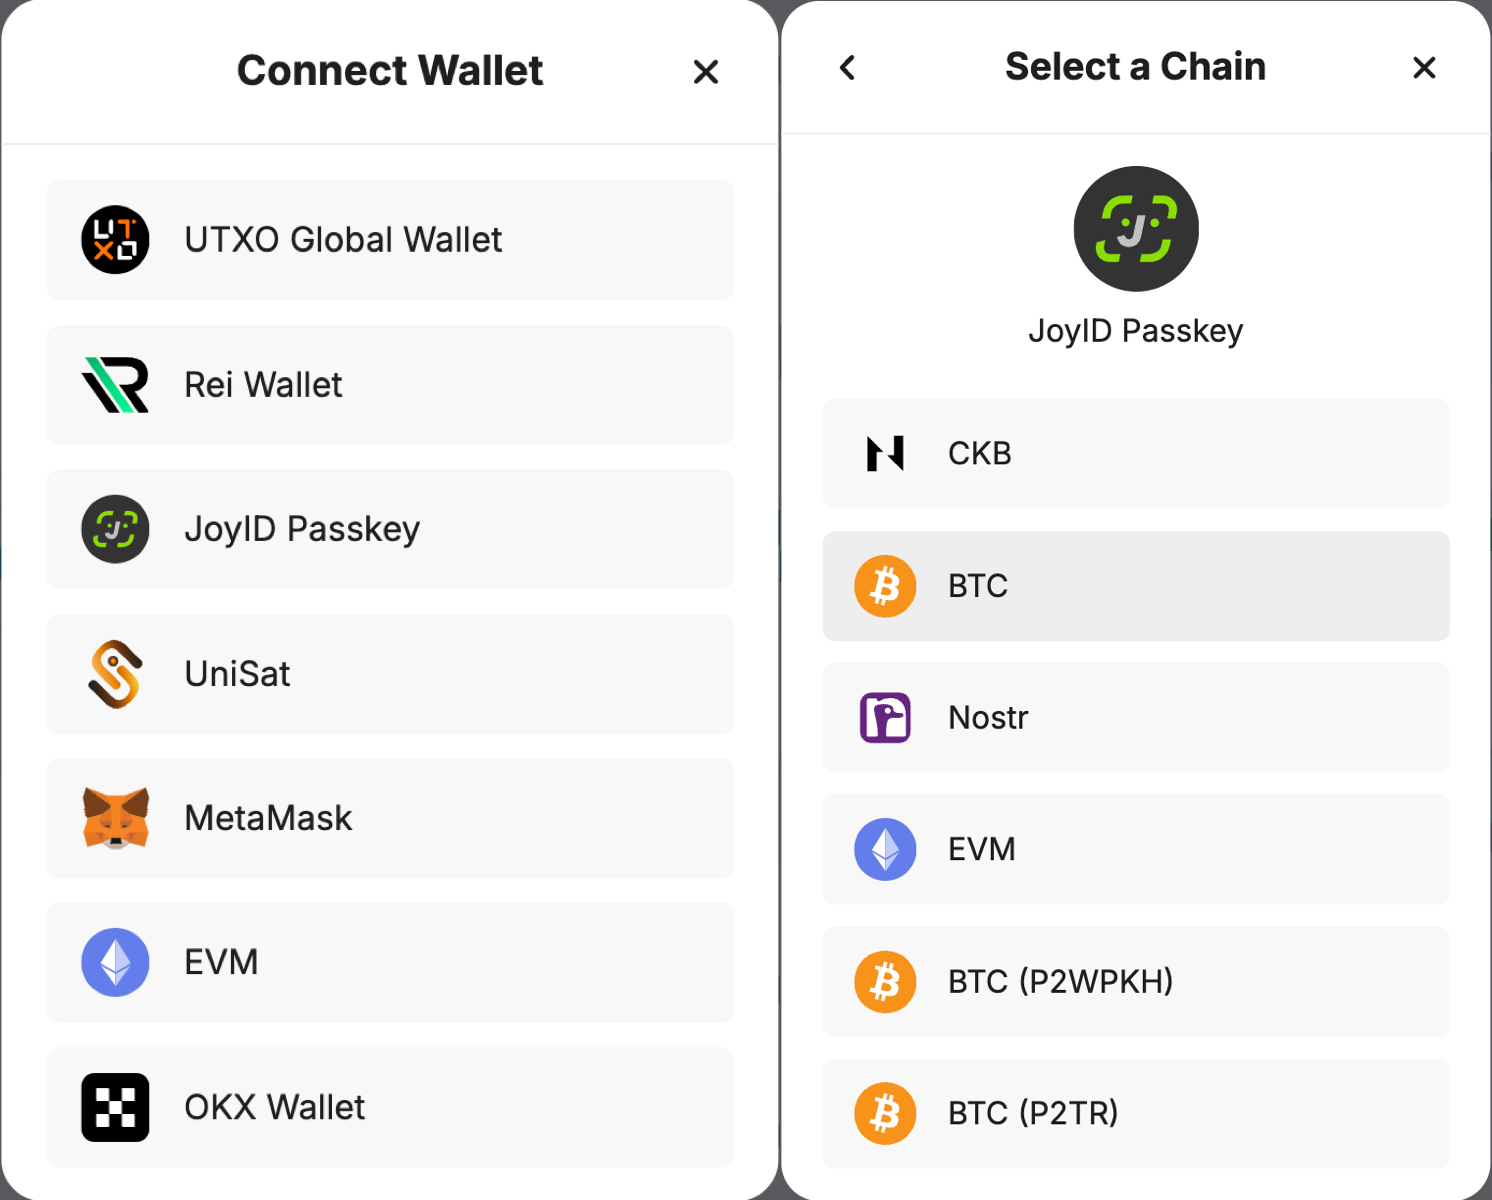 Connect Wallet
UTXO Global Wallet
Rei Wallet
JoyID Passkey
UniSat
MetaMask
EVM
OKX Wallet
Select a Chain
JoyID Passkey
CKB
BTC
Nostr
EVM
BTC (P2WPKH)
BTC (P2TR)